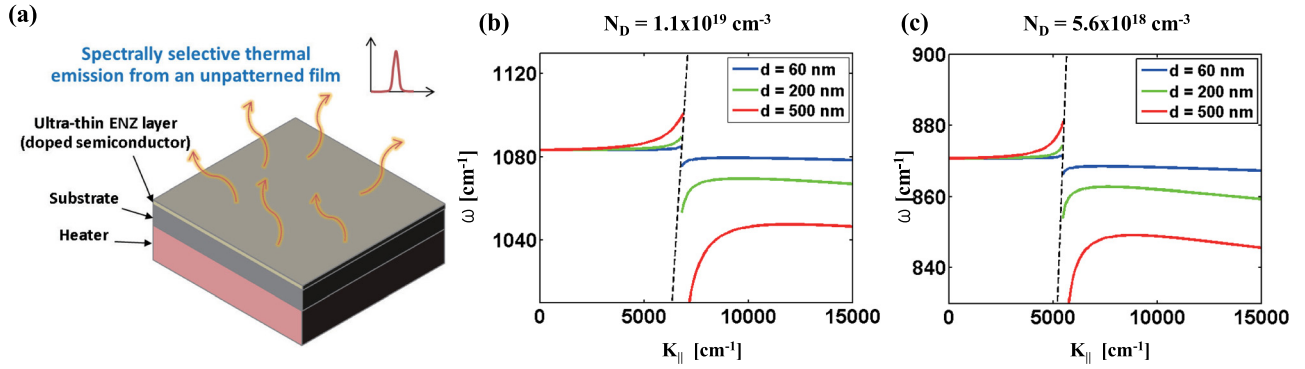 (a)
Spectrally selective thermal
emission from an unpatterned film
Ultra-thin ENZ layer
(doped semiconductor)
Substrate
Heater
(b)
N_D = 1.1x10^19 cm^-3
1120
1080
1040
ω [cm^-1]
d = 60 nm
d = 200 nm
d = 500 nm
0
5000
10000
15000
K_|| [cm^-1]
(c)
N_D = 5.6x10^18 cm^-3
900
880
860
840
ω [cm^-1]
d = 60 nm
d = 200 nm
d = 500 nm
0
5000
10000
15000
K_|| [cm^-1]